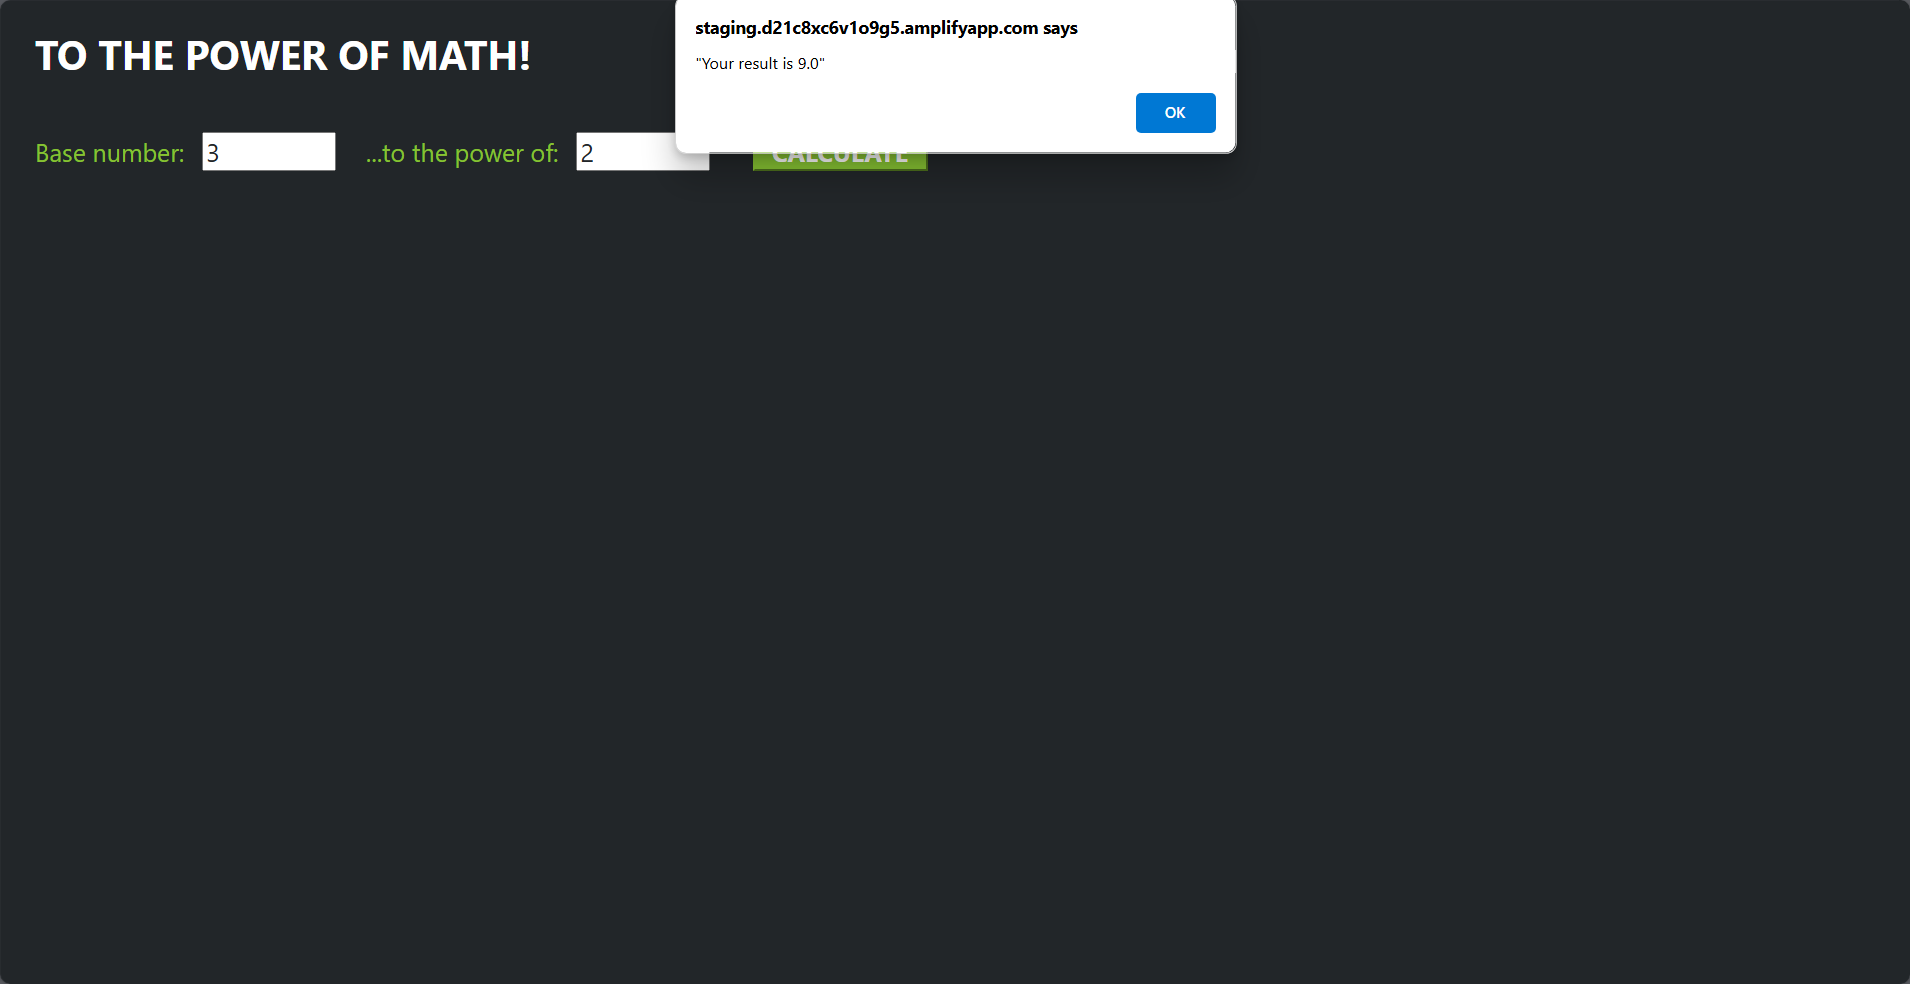 staging.d21c8xc6v1o9g5.amplifyapp.com says
"Your result is 9.0"
OK
TO THE POWER OF MATH!
Base number: 3 ...to the power of: 2 CALCULATE